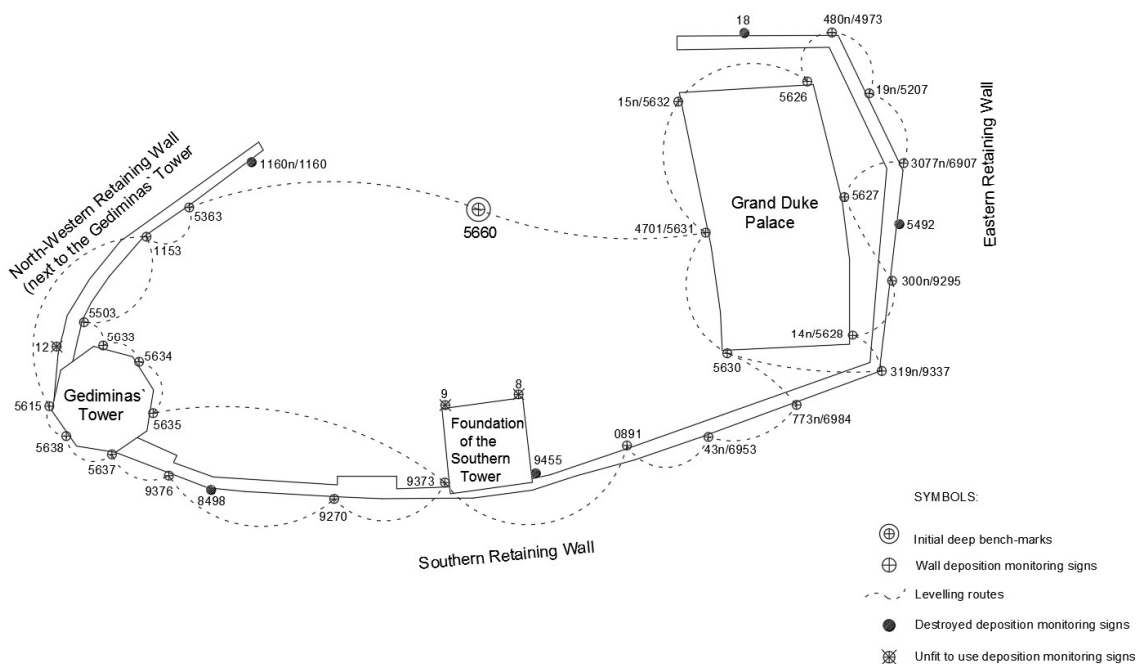 18
480n/4973
5626
19n/5207
15n/5632
3077n/6907
5627
Eastern Retaining Wall
Grand Duke
Palace
5492
4701/5631
300n/9295
14n/5628
5630
319n/9337
773n/6984
43n/6953
0891
North-Western Retaining Wall
(next to the Gediminas` Tower
1160n/1160
5363
1153
5660
5503
5633
12
5634
Gediminas`
Tower
5615
5635
5638
5637
9376
8498
9270
9373
9
8
Foundation
of the
Southern
Tower
9455
Southern Retaining Wall
SYMBOLS:
Initial deep bench-marks
Wall deposition monitoring signs
Levelling routes
Destroyed deposition monitoring signs
Unfit to use deposition monitoring signs